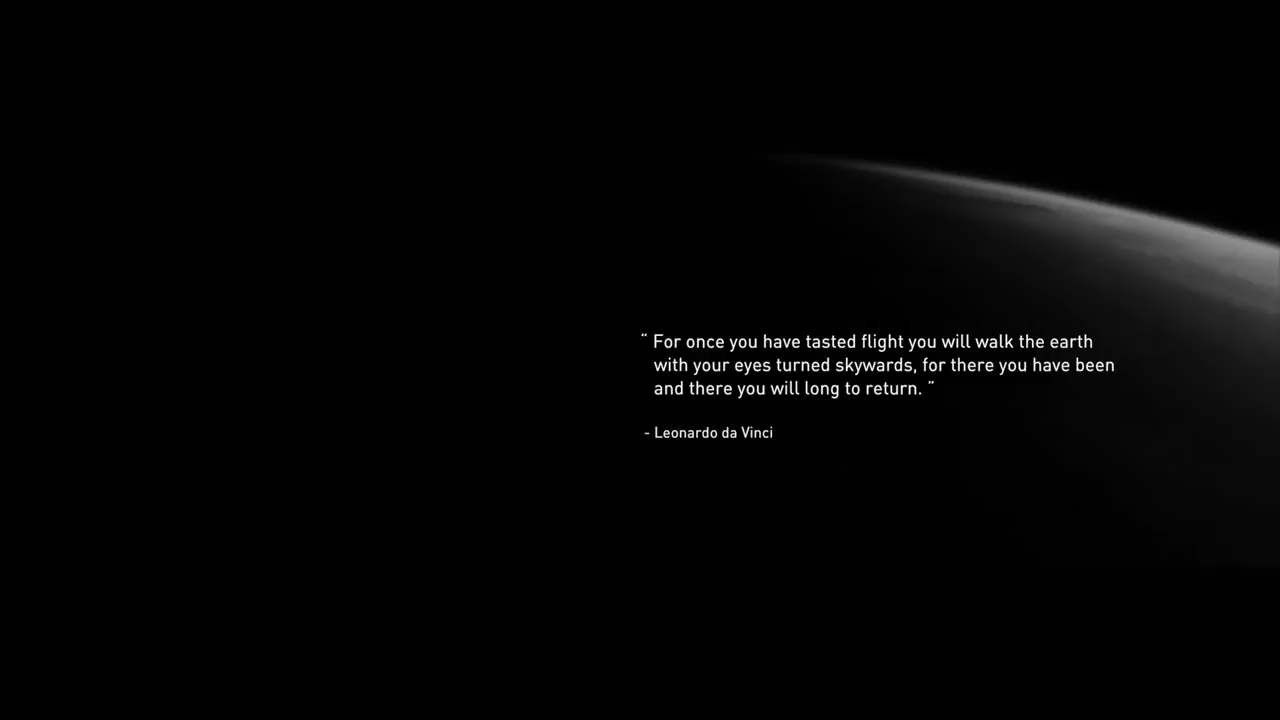 “ For once you have tasted flight you will walk the earth
with your eyes turned skywards, for there you have been
and there you will long to return. ”
- Leonardo da Vinci